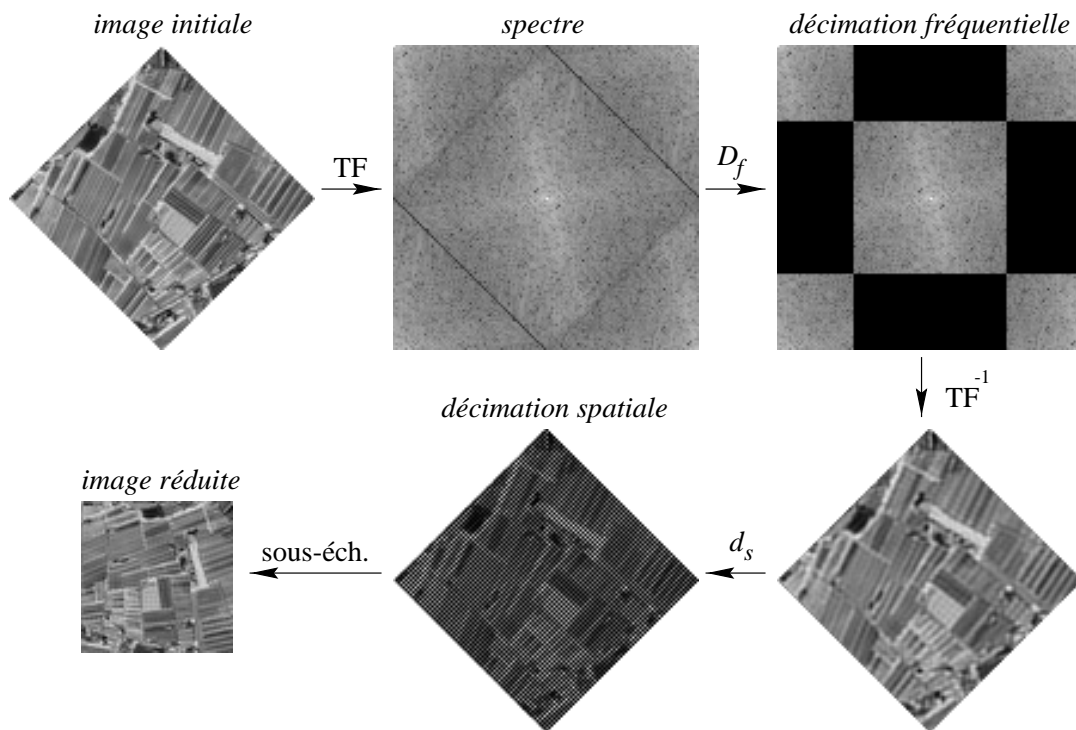 image initiale
spectre
décimation fréquentielle
TF
D_f
TF^-1
décimation spatiale
image réduite
sous-éch.
d_s